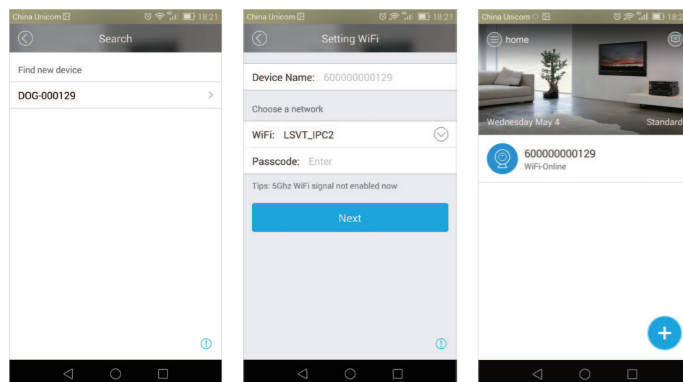 China Unicom 18:21
Search
Find new device
DOG-000129
China Unicom 18:21
Setting WiFi
Device Name: 600000000129
Choose a network
WiFi: LSVT_IPC2
Passcode: Enter
Tips: 5Ghz WiFi signal not enabled now
Next
China Unicom 18:2
home
Wednesday May 4 Standard
600000000129
WiFi-Online